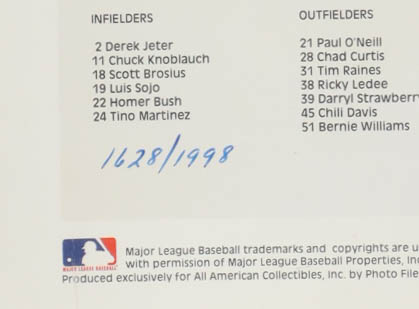 INFIELDERS
2 Derek Jeter
11 Chuck Knoblauch
18 Scott Brosius
19 Luis Sojo
22 Homer Bush
24 Tino Martinez
OUTFIELDERS
21 Paul O'Neill
28 Chad Curtis
31 Tim Raines
38 Ricky Ledee
39 Darryl Strawberr
45 Chili Davis
51 Bernie Williams
1628/1998
MAJOR LEAGUE BASEBALL
Major League Baseball trademarks and copyrights are u
with permission of Major League Baseball Properties, Inc
Produced exclusively for All American Collectibles, Inc. by Photo File